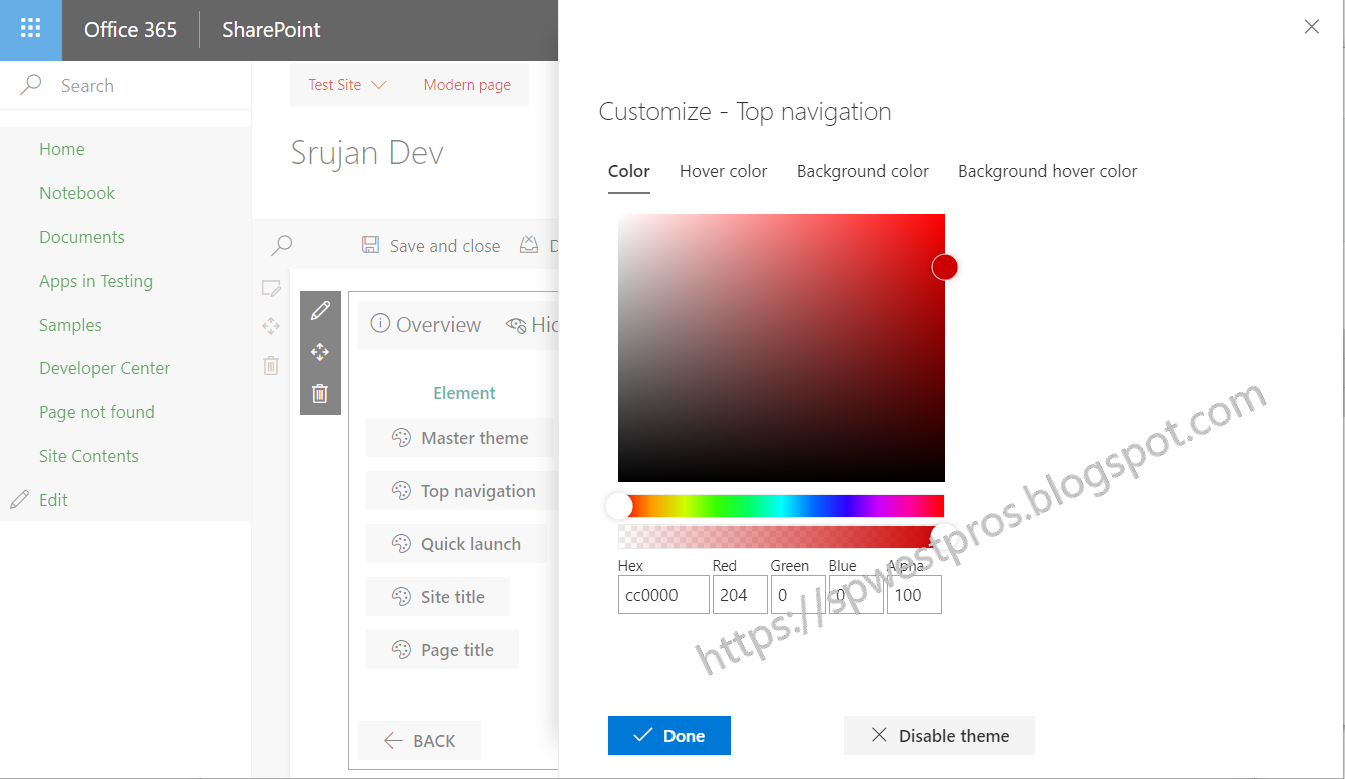 Office 365
SharePoint
Search
Test Site
Modern page
Srujan Dev
Home
Notebook
Documents
Apps in Testing
Samples
Developer Center
Page not found
Site Contents
Edit
Save and close
D
Overview
Hid
Element
Master theme
Top navigation
Quick launch
Site title
Page title
BACK
Customize - Top navigation
Color
Hover color
Background color
Background hover color
Hex
Red
Green
Blue
Alpha
cc0000
204
0
0
100
Done
Disable theme
https://spwestpros.blogspot.com